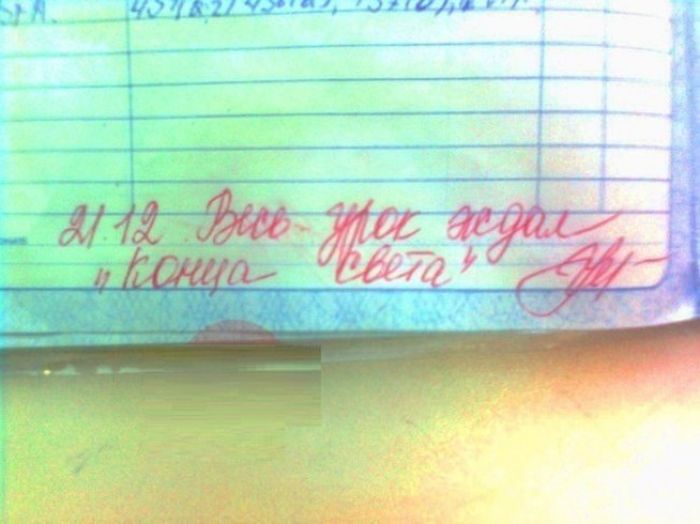 21.12 Весь урок ждал
"Конца света"